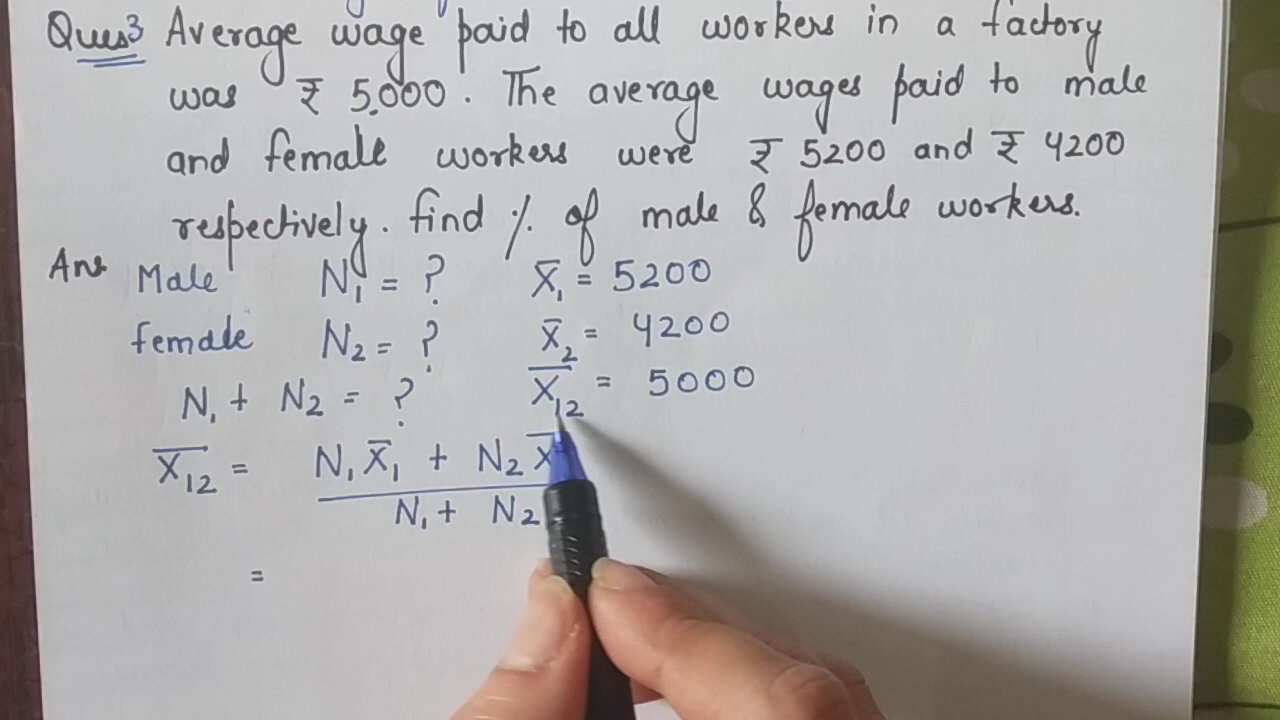 Ques3 Average wage paid to all workers in a factory
was ₹ 5,000. The average wages paid to male
and female workers were ₹ 5200 and ₹ 4200
respectively. find % of male & female workers.
Ans Male N₁ = ? X̄₁ = 5200
female N₂ = ? X̄₂ = 4200
N₁ + N₂ = ? X̄₁₂ = 5000
X̄₁₂ = N₁X̄₁ + N₂X̄
N₁ + N₂
=